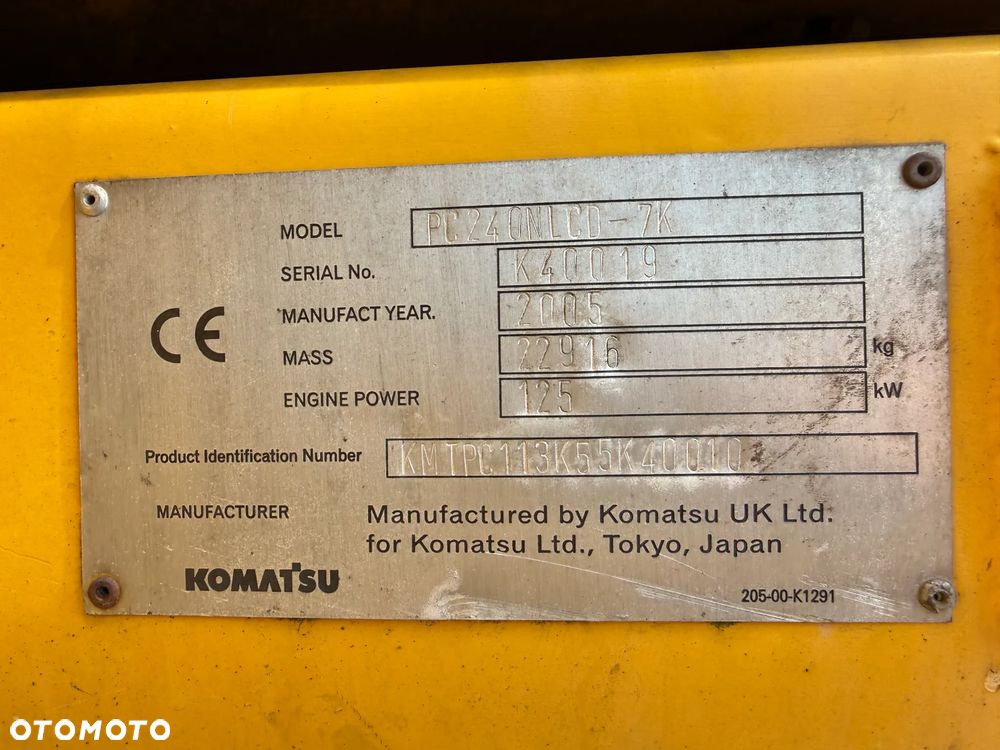 MODEL PC240NLCD-7K
SERIAL No. K40019
CE
MANUFACT YEAR. 2005
MASS 22916 kg
ENGINE POWER 125 kW
Product Identification Number KMTPC113K55K40010
MANUFACTURER Manufactured by Komatsu UK Ltd.
for Komatsu Ltd., Tokyo, Japan
KOMATSU
205-00-K1291
OTOMOTO